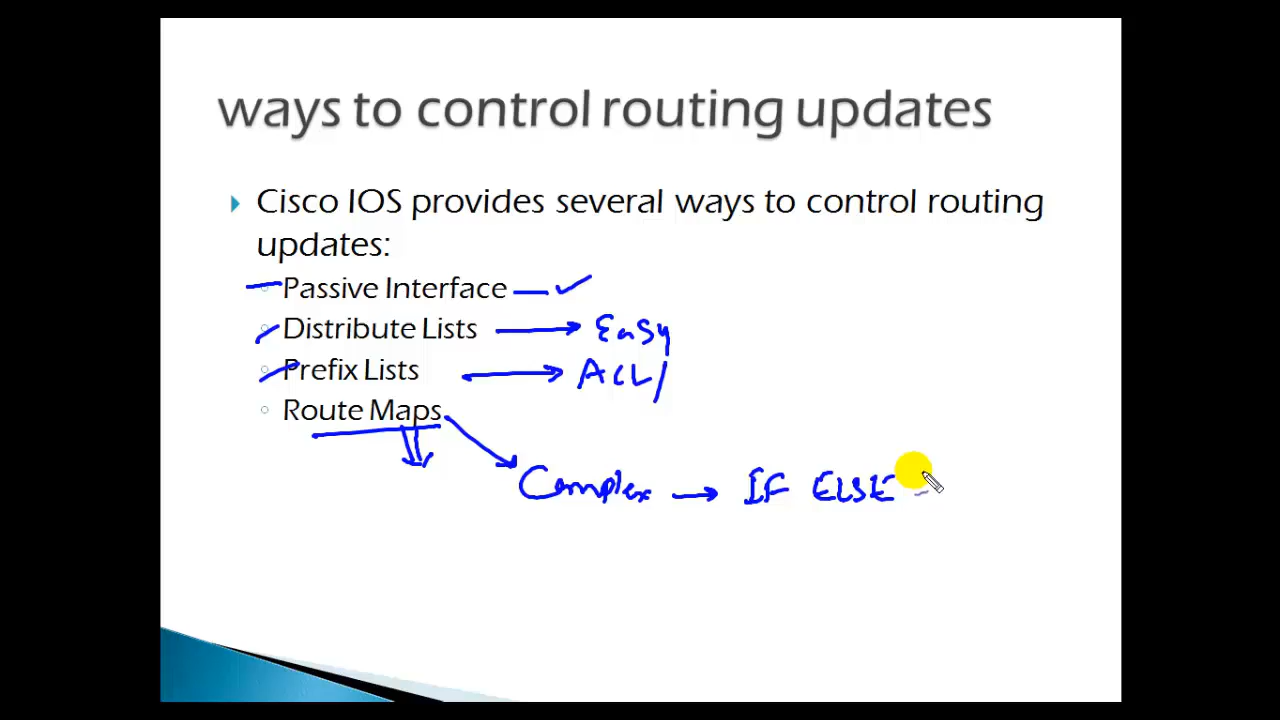 ways to control routing updates
Cisco IOS provides several ways to control routing
updates:
Passive Interface
Distribute Lists → Easy
Prefix Lists → ACL/
Route Maps
Complex → IF ELSE